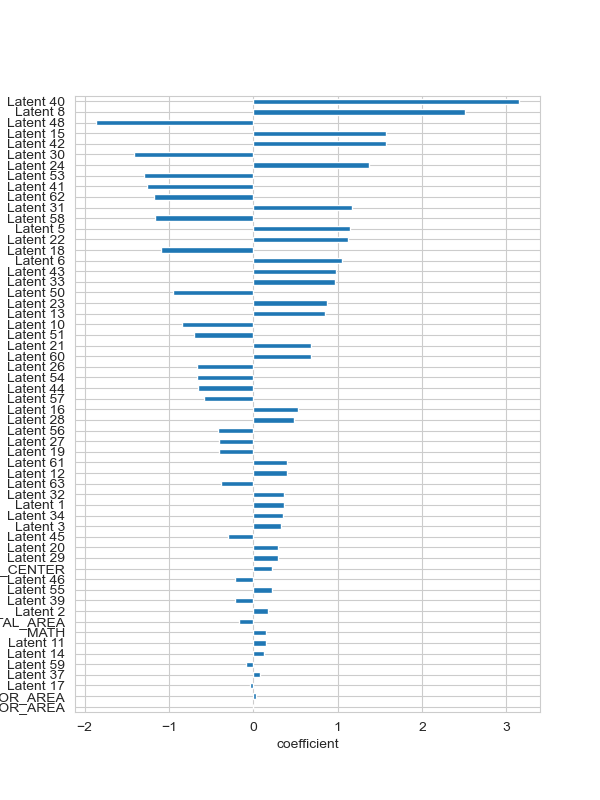 Latent 40
Latent 8
Latent 48
Latent 15
Latent 42
Latent 30
Latent 24
Latent 53
Latent 41
Latent 62
Latent 31
Latent 58
Latent 5
Latent 22
Latent 18
Latent 6
Latent 43
Latent 33
Latent 50
Latent 23
Latent 13
Latent 10
Latent 51
Latent 21
Latent 60
Latent 26
Latent 54
Latent 44
Latent 57
Latent 16
Latent 28
Latent 56
Latent 27
Latent 19
Latent 61
Latent 12
Latent 63
Latent 32
Latent 1
Latent 34
Latent 3
Latent 45
Latent 20
Latent 29
_CENTER
Latent 46
Latent 55
Latent 39
Latent 2
TAL_AREA
_MATH
Latent 11
Latent 14
Latent 59
Latent 37
Latent 17
OR_AREA
OR_AREA
−2 −1 0 1 2 3
coefficient